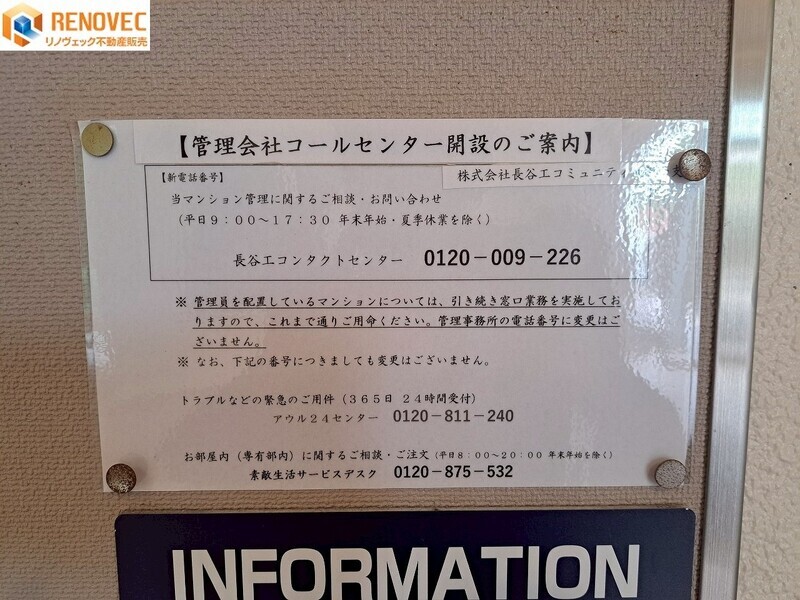 RENOVEC
リノヴェック不動産販売
【管理会社コールセンター開設のご案内】
【新電話番号】
株式会社長谷工コミュニティ
当マンション管理に関するご相談・お問い合わせ
（平日９：００～１７：３０ 年末年始・夏季休業を除く）
長谷工コンタクトセンター 0120－009－226
※ 管理員を配置しているマンションについては、引き続き窓口業務を実施してお
りますので、これまで通りご用命ください。管理事務所の電話番号に変更はご
ざいません。
※ なお、下記の番号につきましても変更はございません。
トラブルなどの緊急のご用件（３６５日 ２４時間受付）
アウル２４センター 0120－811－240
お部屋内（専有部内）に関するご相談・ご注文（平日８：００～２０：００ 年末年始を除く）
素敵生活サービスデスク 0120－875－532
INFORMATION